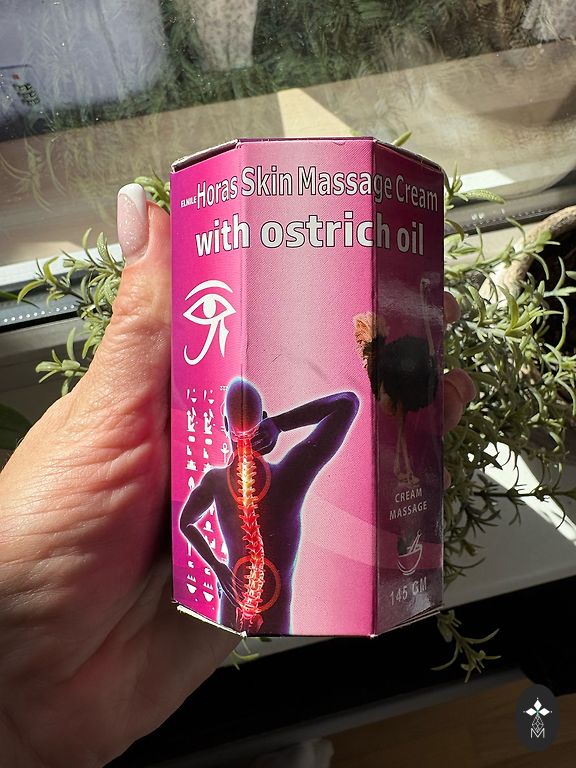 ELNILE Horas Skin Massage Cream
with ostrich oil
CREAM
MASSAGE
145 GM